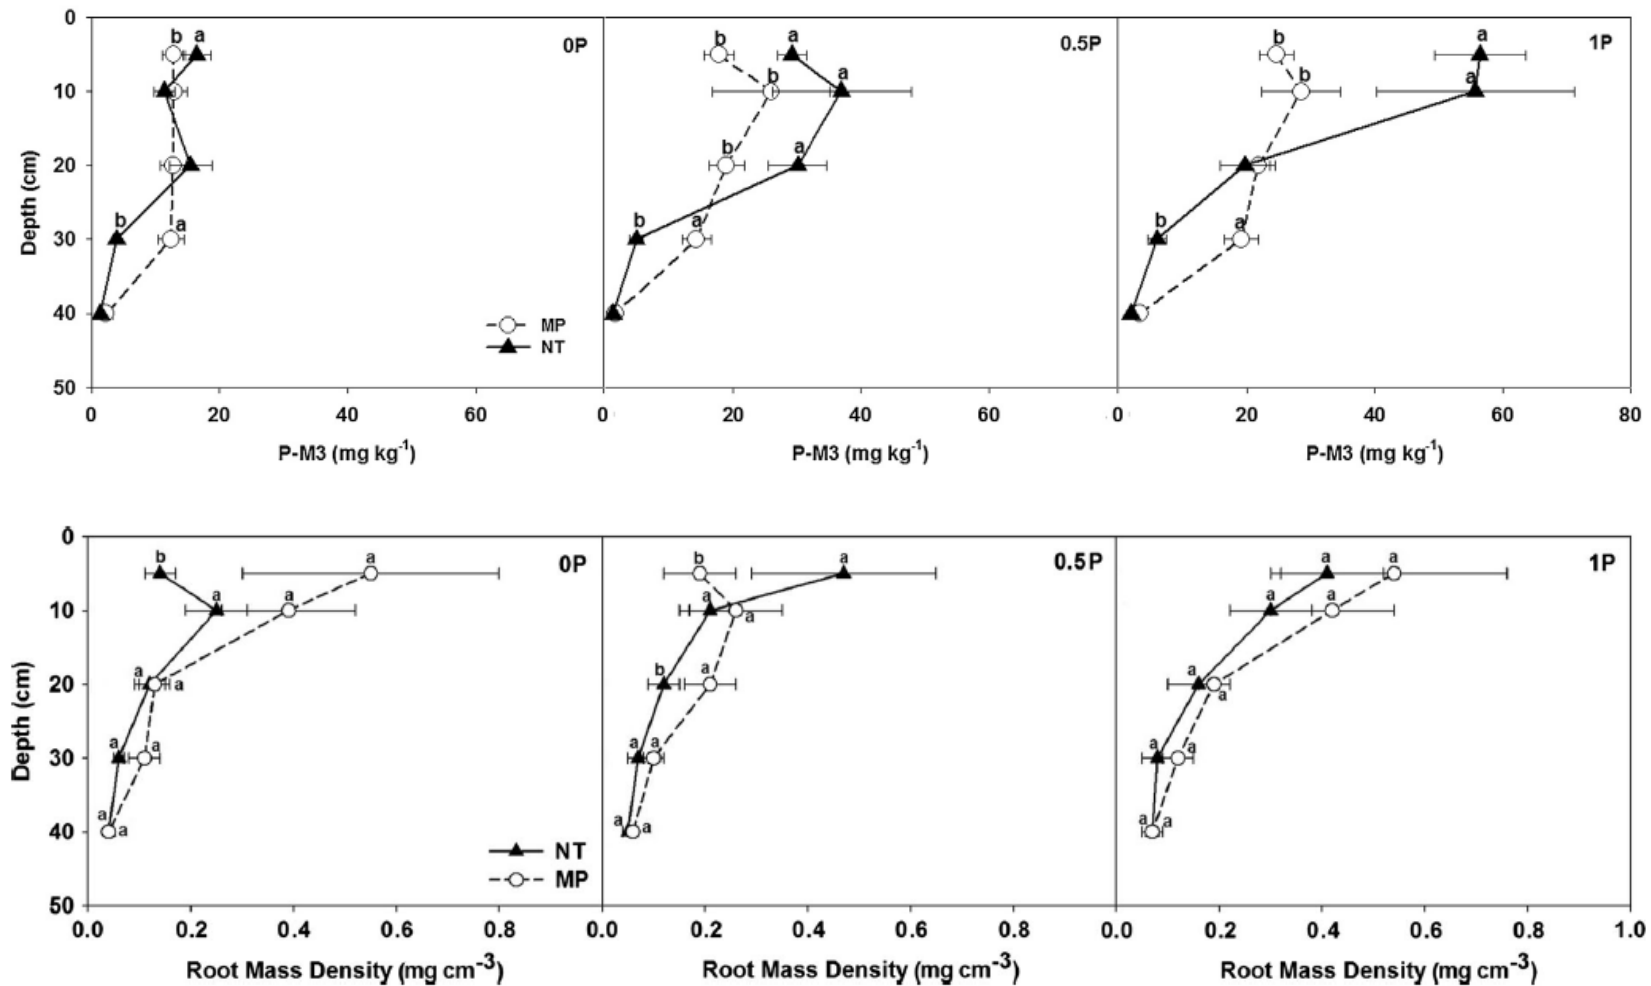 0
10
20
30
40
50
Depth (cm)
0P
b a
b
a
MP
NT
0 20 40 60
P-M3 (mg kg-1)
0.5P
b a
b a
b a
b a
0 20 40 60
P-M3 (mg kg-1)
1P
b a
b a
b a
0 20 40 60 80
P-M3 (mg kg-1)
0
10
20
30
40
50
Depth (cm)
0P
b a
a a
a a
a a
a a
NT
MP
0.0 0.2 0.4 0.6 0.8
Root Mass Density (mg cm-3)
0.5P
b a
a a
b a
a a
a a
0.0 0.2 0.4 0.6 0.8
Root Mass Density (mg cm-3)
1P
a a
a a
a a
a a
a a
0.0 0.2 0.4 0.6 0.8 1.0
Root Mass Density (mg cm-3)